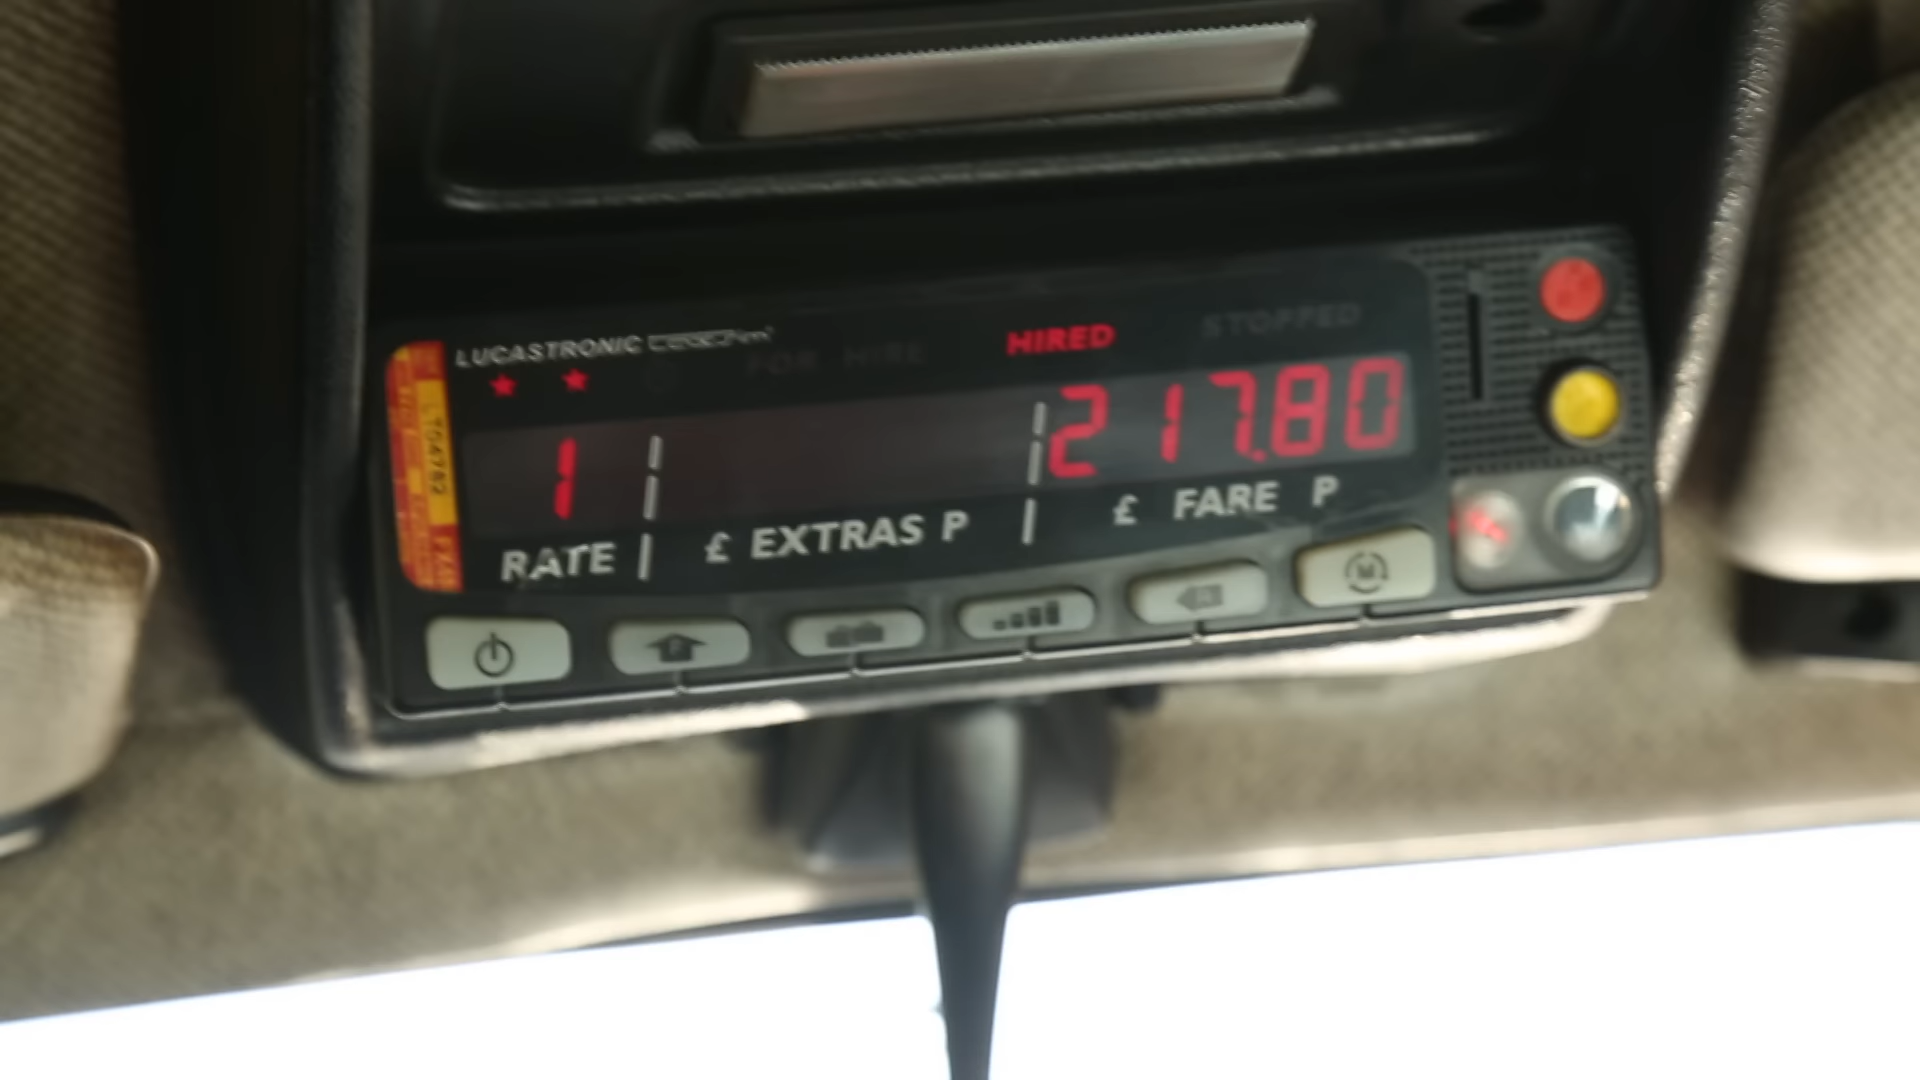 LUCASTRONIC
FOR HIRE HIRED STOPPED
1 217.80
RATE £ EXTRAS P £ FARE P
M